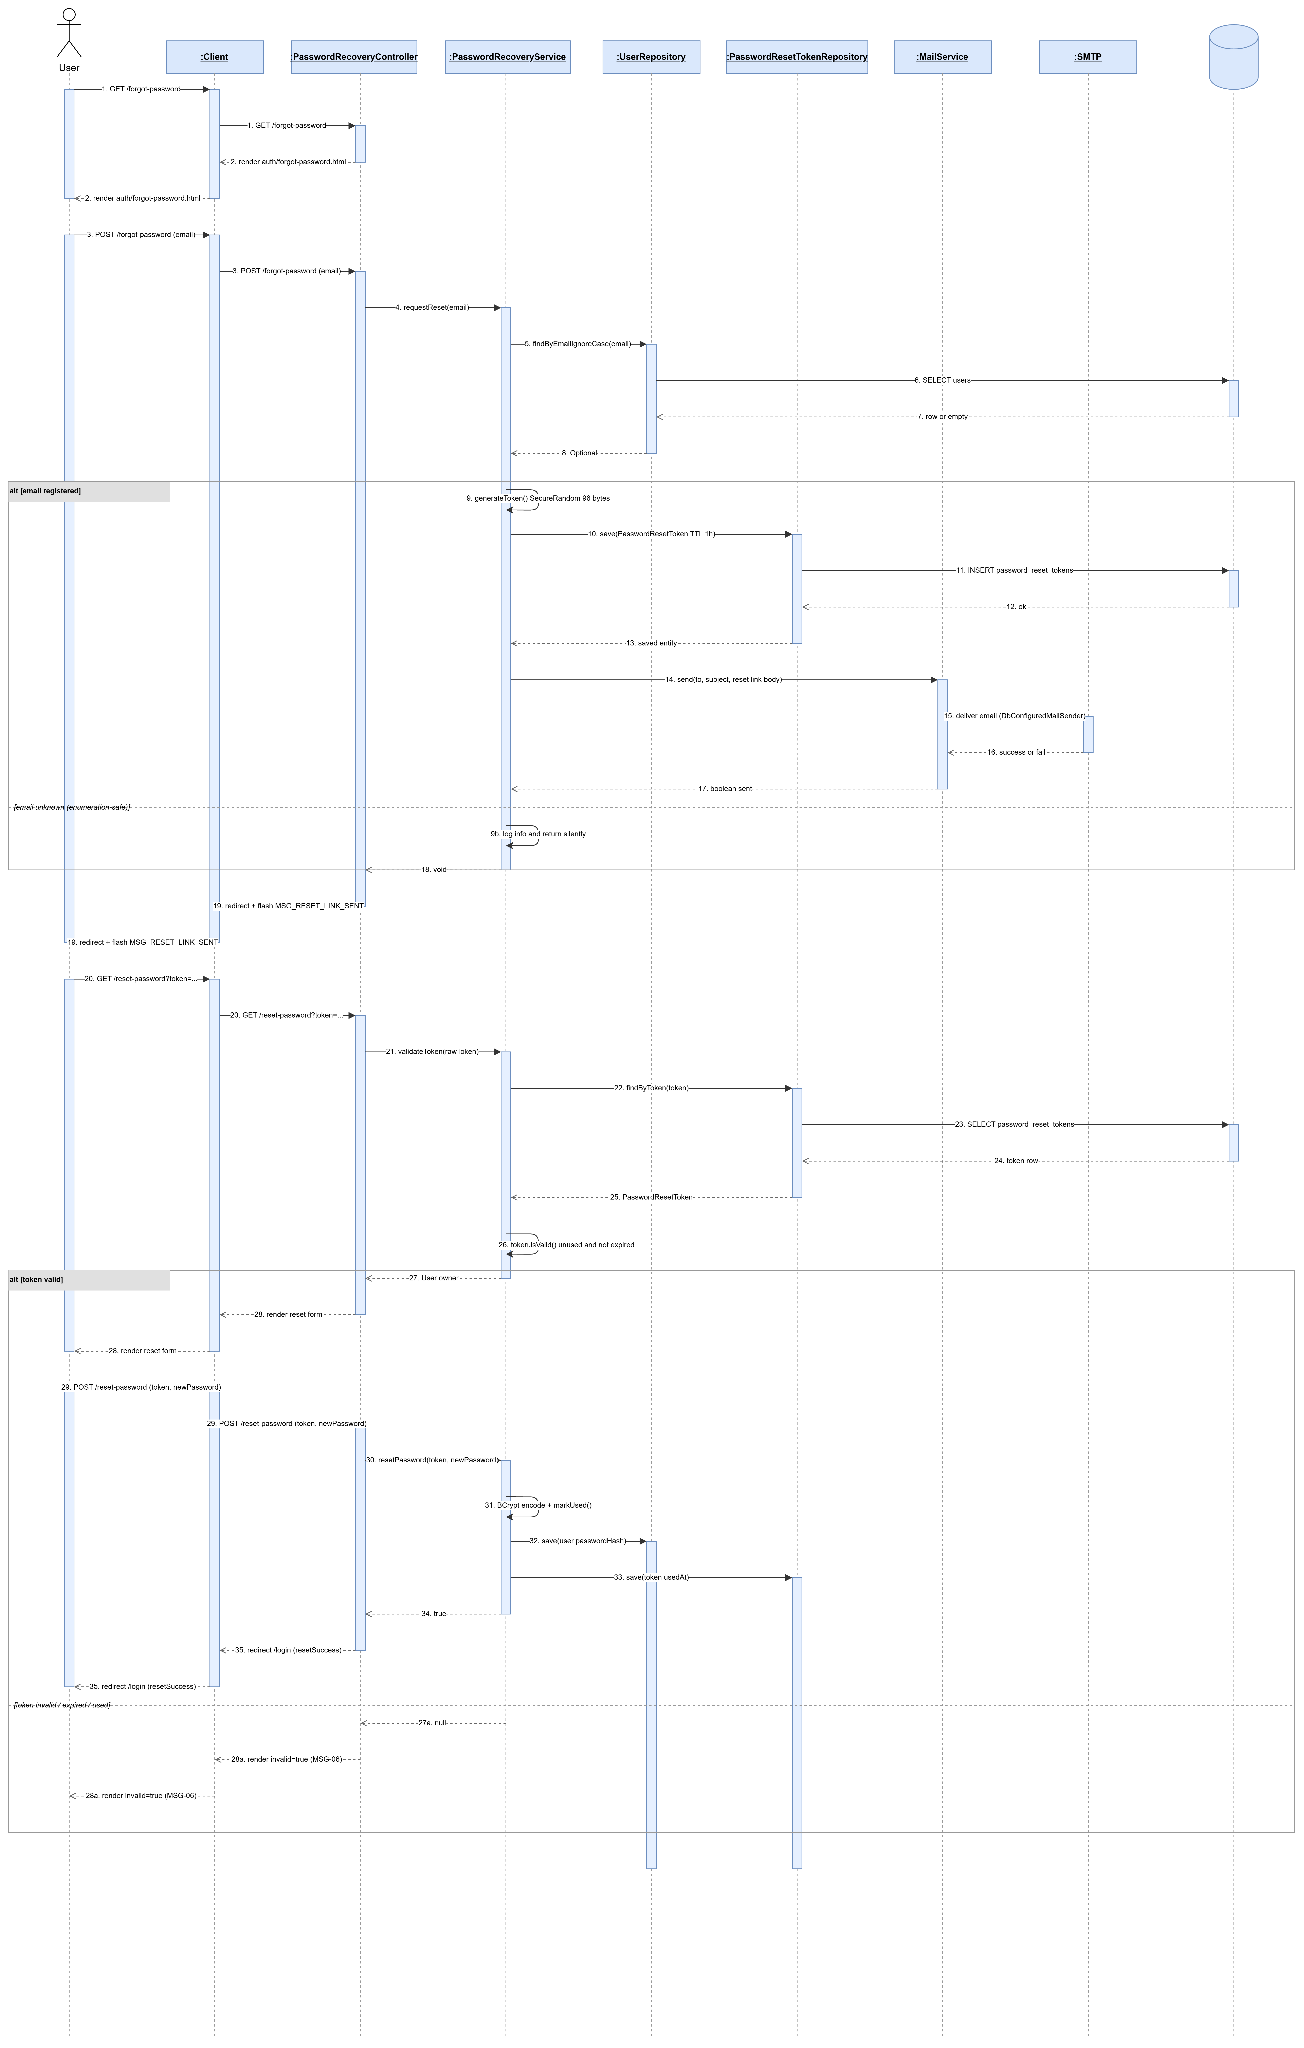 User
:Client
:PasswordRecoveryController
:PasswordRecoveryService
:UserRepository
:PasswordResetTokenRepository
:MailService
:SMTP
1. GET /forgot-password
1. GET /forgot-password
2. render auth/forgot-password.html
2. render auth/forgot-password.html
3. POST /forgot-password (email)
3. POST /forgot-password (email)
4. requestReset(email)
5. findByEmailIgnoreCase(email)
6. SELECT users
7. row or empty
8. Optional
alt [email registered]
9. generateToken() SecureRandom 96 bytes
10. save(PasswordResetToken TTL 1h)
11. INSERT password_reset_tokens
12. ok
13. saved entity
14. send(to, subject, reset link body)
15. deliver email (DbConfiguredMailSender)
16. success or fail
17. boolean sent
[email unknown (enumeration-safe)]
9b. log info and return silently
18. void
19. redirect + flash MSG_RESET_LINK_SENT
19. redirect + flash MSG_RESET_LINK_SENT
20. GET /reset-password?token=...
20. GET /reset-password?token=...
21. validateToken(rawToken)
22. findByToken(token)
23. SELECT password_reset_tokens
24. token row
25. PasswordResetToken
26. token.isValid() unused and not expired
alt [token valid]
27. User owner
28. render reset form
28. render reset form
29. POST /reset-password (token, newPassword)
29. POST /reset-password (token, newPassword)
30. resetPassword(token, newPassword)
31. BCrypt encode + markUsed()
32. save(user.passwordHash)
33. save(token.usedAt)
34. true
35. redirect /login (resetSuccess)
35. redirect /login (resetSuccess)
[token invalid / expired / used]
27a. null
28a. render invalid=true (MSG-06)
28a. render invalid=true (MSG-06)